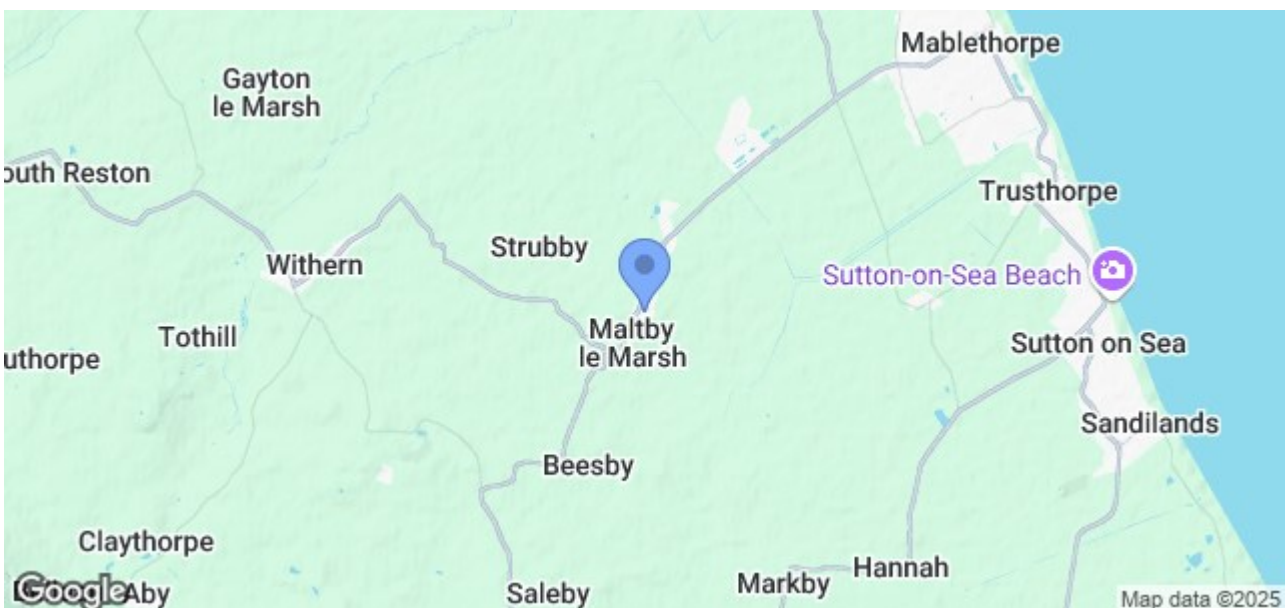 Mablethorpe
Gayton
le Marsh
outh Reston
Trusthorpe
Strubby
Withern
Sutton-on-Sea Beach
Maltby
le Marsh
Tothill
Sutton on Sea
uthorpe
Sandilands
Beesby
Claythorpe
Hannah
Markby
Google
Aby
Saleby
Map data ©2025